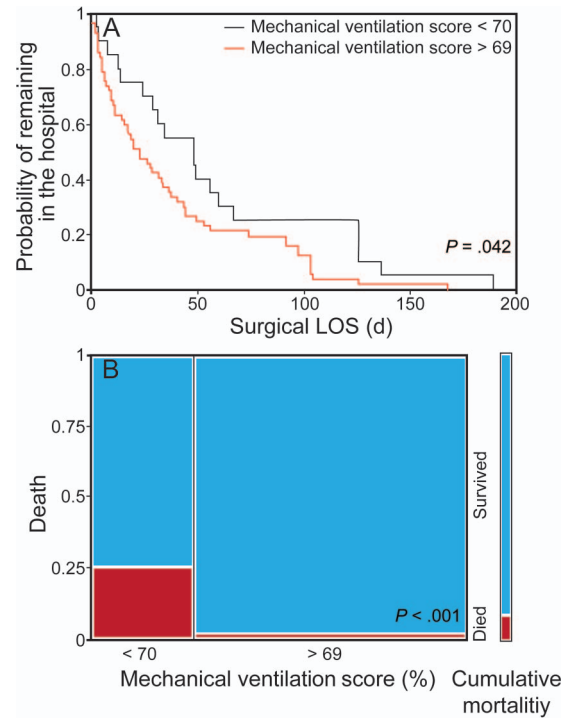 A
Mechanical ventilation score < 70
Mechanical ventilation score > 69
Probability of remaining
in the hospital
1
0.8
0.6
0.4
0.2
0
P = .042
0
50
100
150
200
Surgical LOS (d)
B
Death
1
0.75
0.5
0.25
0
Survived
Died
P < .001
< 70
> 69
Mechanical ventilation score (%)
Cumulative
mortalitiy